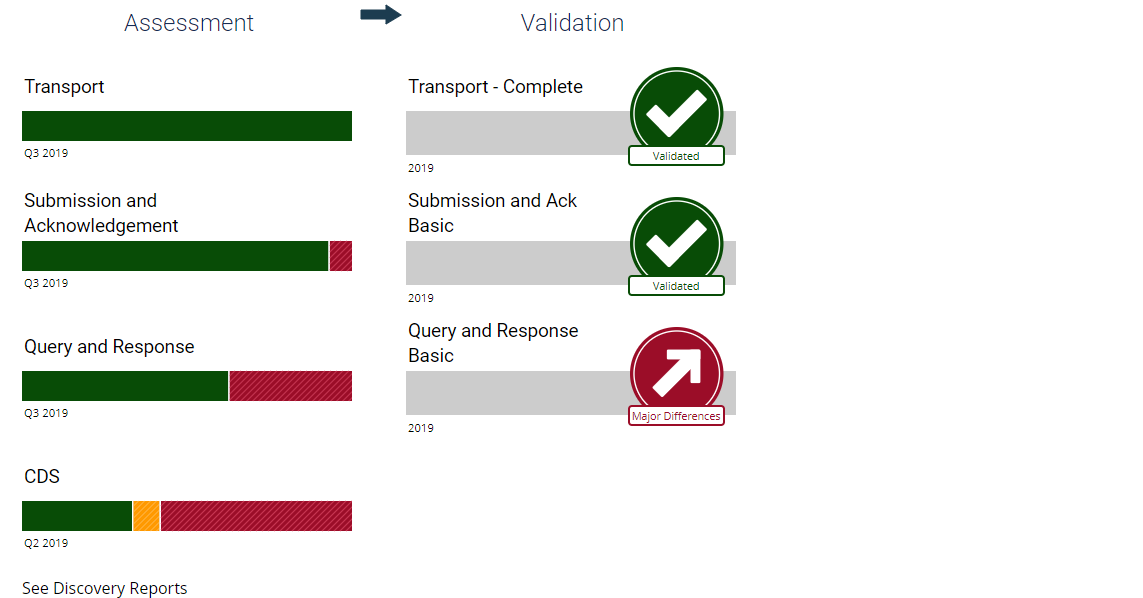 Assessment
Validation
Transport
Q3 2019
Transport - Complete
Validated
2019
Submission and
Acknowledgement
Q3 2019
Submission and Ack
Basic
Validated
2019
Query and Response
Q3 2019
Query and Response
Basic
Major Differences
2019
CDS
Q2 2019
See Discovery Reports